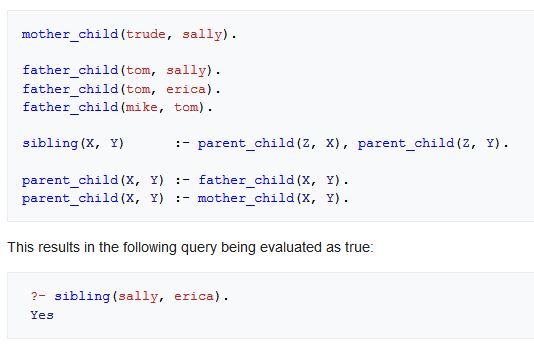 mother_child(trude, sally).
father_child(tom, sally).
father_child(tom, erica).
father_child(mike, tom).
sibling(X, Y)      :- parent_child(Z, X), parent_child(Z, Y).
parent_child(X, Y) :- father_child(X, Y).
parent_child(X, Y) :- mother_child(X, Y).
This results in the following query being evaluated as true:
?- sibling(sally, erica).
Yes